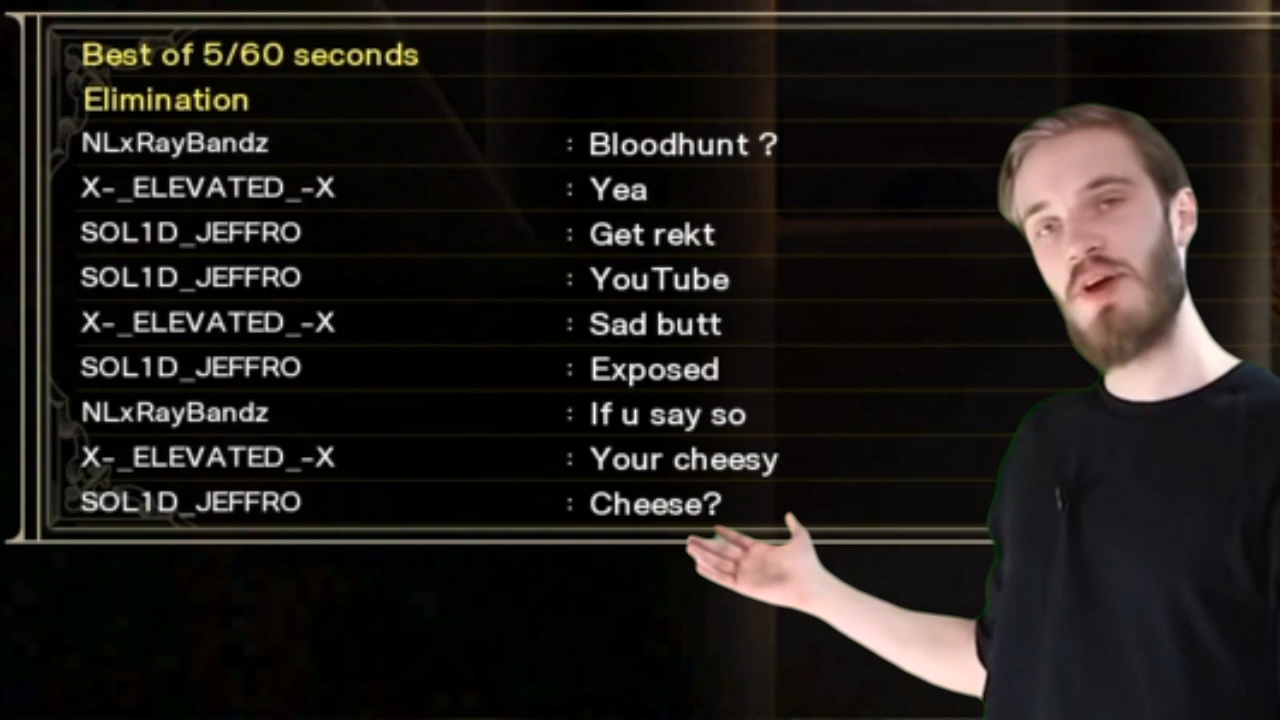 Best of 5/60 seconds
Elimination
NLxRayBandz : Bloodhunt ?
X-_ELEVATED_-X : Yea
SOL1D_JEFFRO : Get rekt
SOL1D_JEFFRO : YouTube
X-_ELEVATED_-X : Sad butt
SOL1D_JEFFRO : Exposed
NLxRayBandz : If u say so
X-_ELEVATED_-X : Your cheesy
SOL1D_JEFFRO : Cheese?